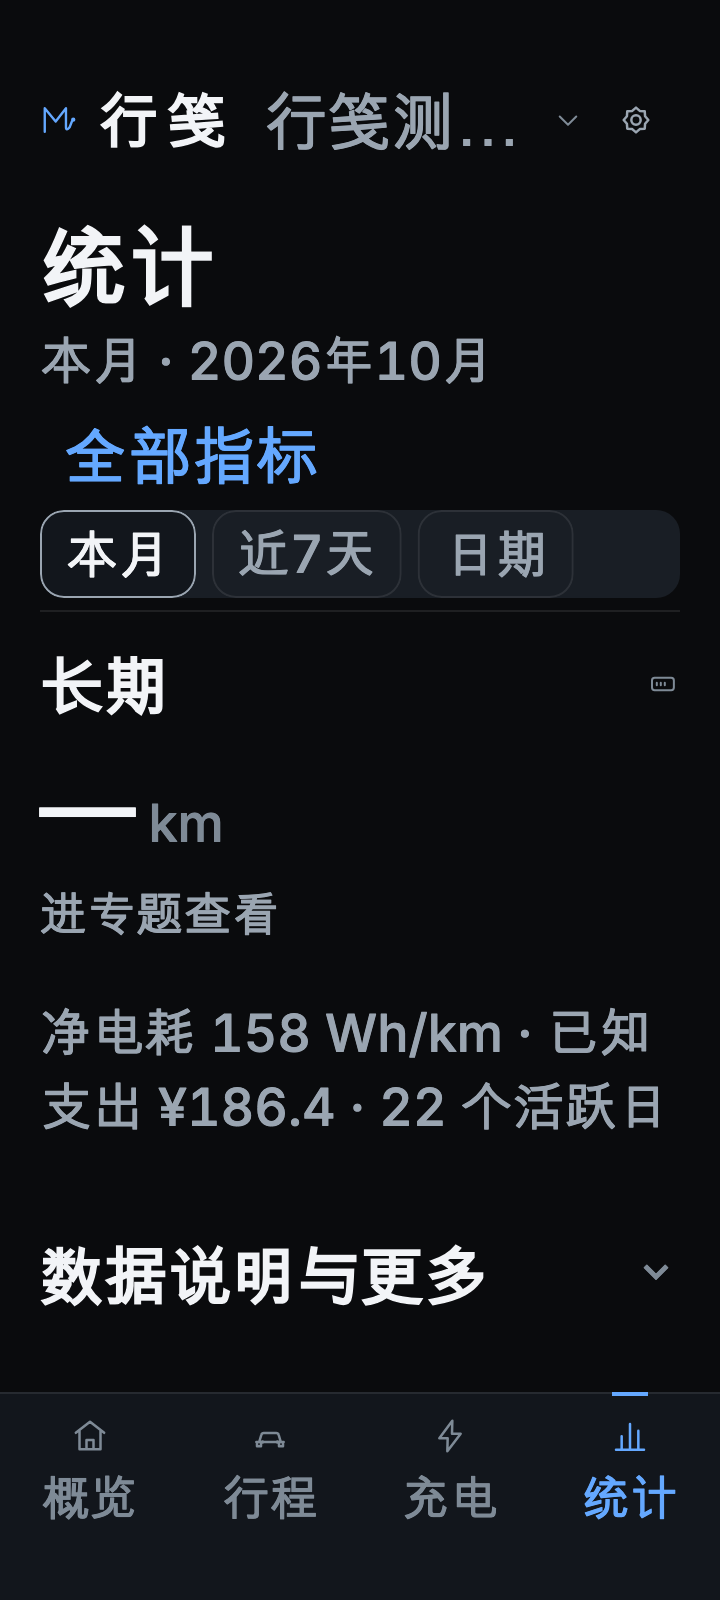 行笺 行笺测...
统计
本月 · 2026年10月
全部指标
本月 近7天 日期
长期
— km
进专题查看
净电耗 158 Wh/km · 已知
支出 ¥186.4 · 22 个活跃日
数据说明与更多
概览 行程 充电 统计